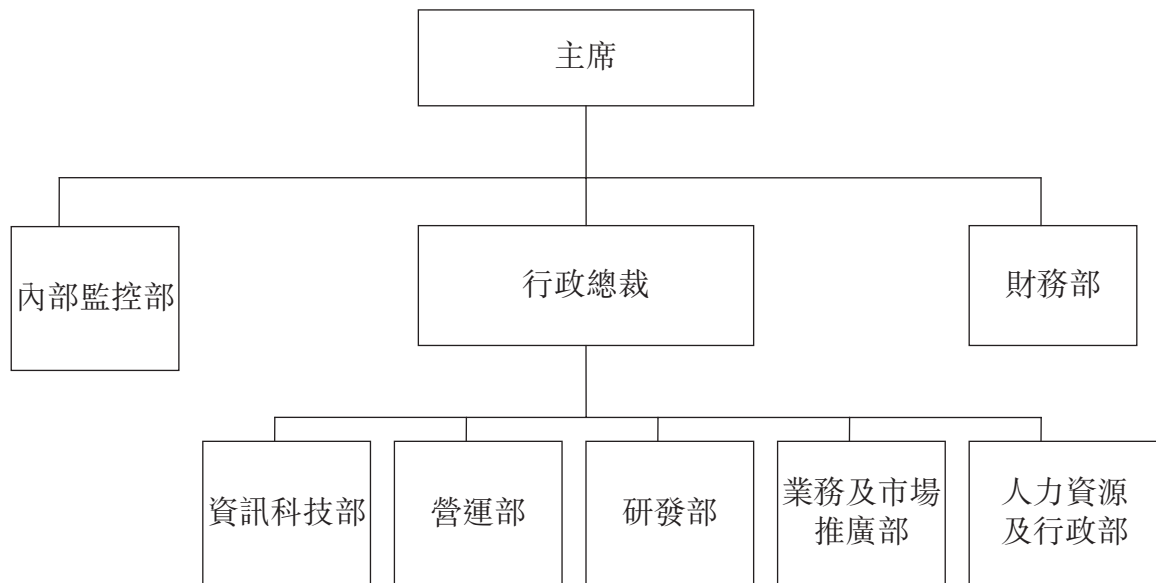 主席
內部監控部
行政總裁
財務部
資訊科技部
營運部
研發部
業務及市場
推廣部
人力資源
及行政部